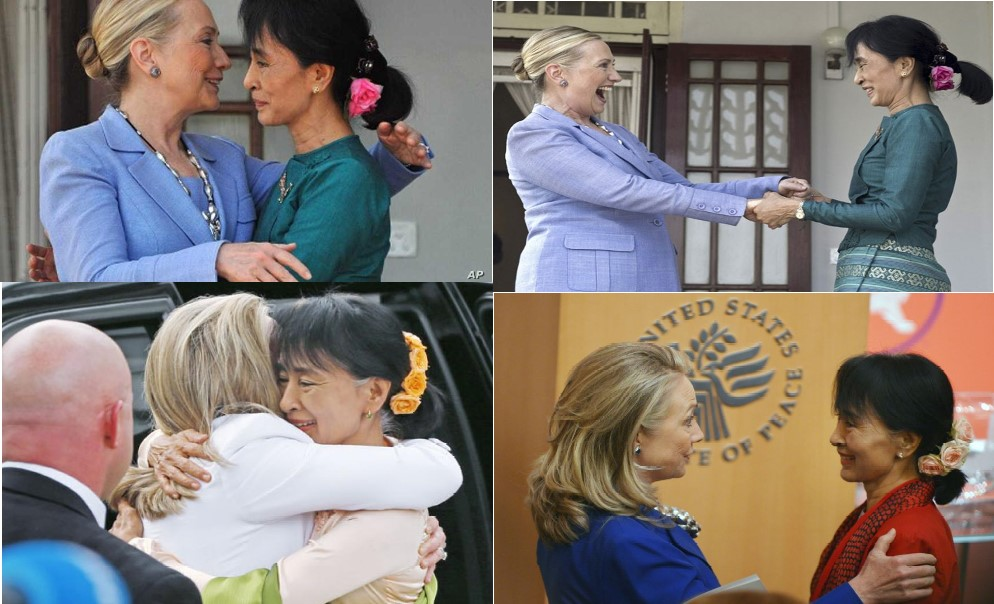 AP
UNITED STATES
OF PEACE